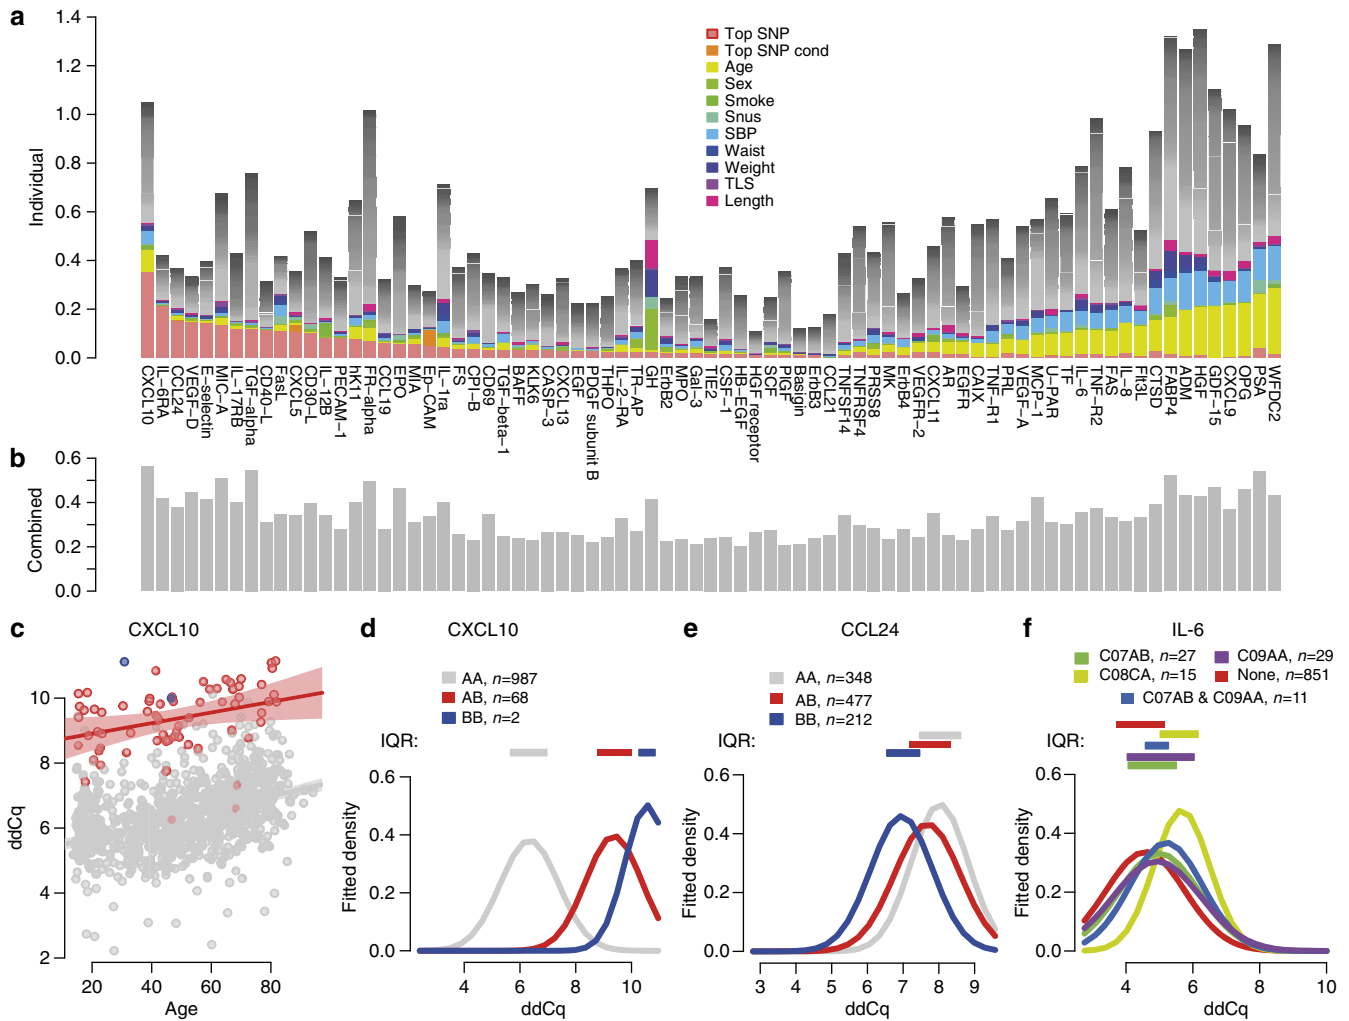 a
1.4
1.2
1.0
0.8
0.6
0.4
0.2
0.0
Individual
Top SNP
Top SNP cond
Age
Sex
Smoke
Snus
SBP
Waist
Weight
TLS
Length
CXCL10
IL-6RA
CCL24
VEGF-D
E-selectin
MIC-A
IL-17RB
TGF-alpha
CD40-L
FasL
CXCL5
CD30-L
IL-12B
PECAM-1
hK11
FR-alpha
CCL19
EPO
MIA
Ep-CAM
IL-1ra
FS
CPI-B
CD69
TGF-beta-1
BAFF
KLK6
CASP-3
CXCL13
EGF
PDGF subunit B
THPO
IL-2-RA
TR-AP
GH
ErbB2
MPO
Gal-3
TIE2
CSF-1
HB-EGF
HGF receptor
SCF
PlGF
Basigin
ErbB3
CCL21
TNFSF14
TNFRSF4
PRSS8
MK
ErbB4
VEGFR-2
CXCL11
AR
EGFR
CAIX
TNF-R1
PRL
VEGF-A
MCP-1
U-PAR
TF
IL-6
TNF-R2
FAS
IL-8
Flt3L
CTSD
FABP4
ADM
HGF
GDF-15
CXCL9
OPG
PSA
WFDC2
b
0.6
0.4
0.2
0.0
Combined
c
CXCL10
10
8
6
4
2
ddCq
20 40 60 80
Age
d
CXCL10
AA, n=987
AB, n=68
BB, n=2
IQR:
0.6
0.4
0.2
0.0
Fitted density
4 6 8 10
ddCq
e
CCL24
AA, n=348
AB, n=477
BB, n=212
IQR:
0.6
0.4
0.2
0.0
Fitted density
3 4 5 6 7 8 9
ddCq
f
IL-6
C07AB, n=27
C09AA, n=29
C08CA, n=15
None, n=851
C07AB & C09AA, n=11
IQR:
0.6
0.4
0.2
0.0
Fitted density
4 6 8 10
ddCq